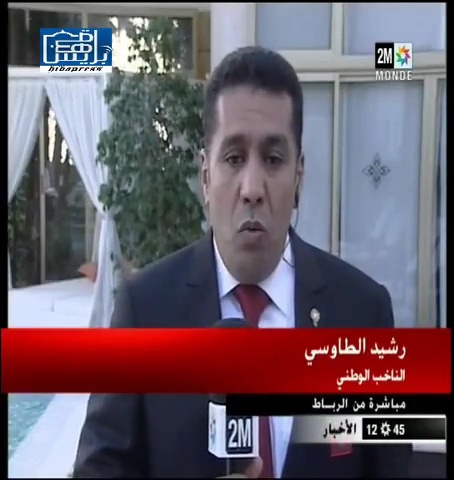 هبة
بريس
hibapress
2M
MONDE
رشيد الطاوسي
الناخب الوطني
مباشرة من الرباط
2M
الأخبار 12 45